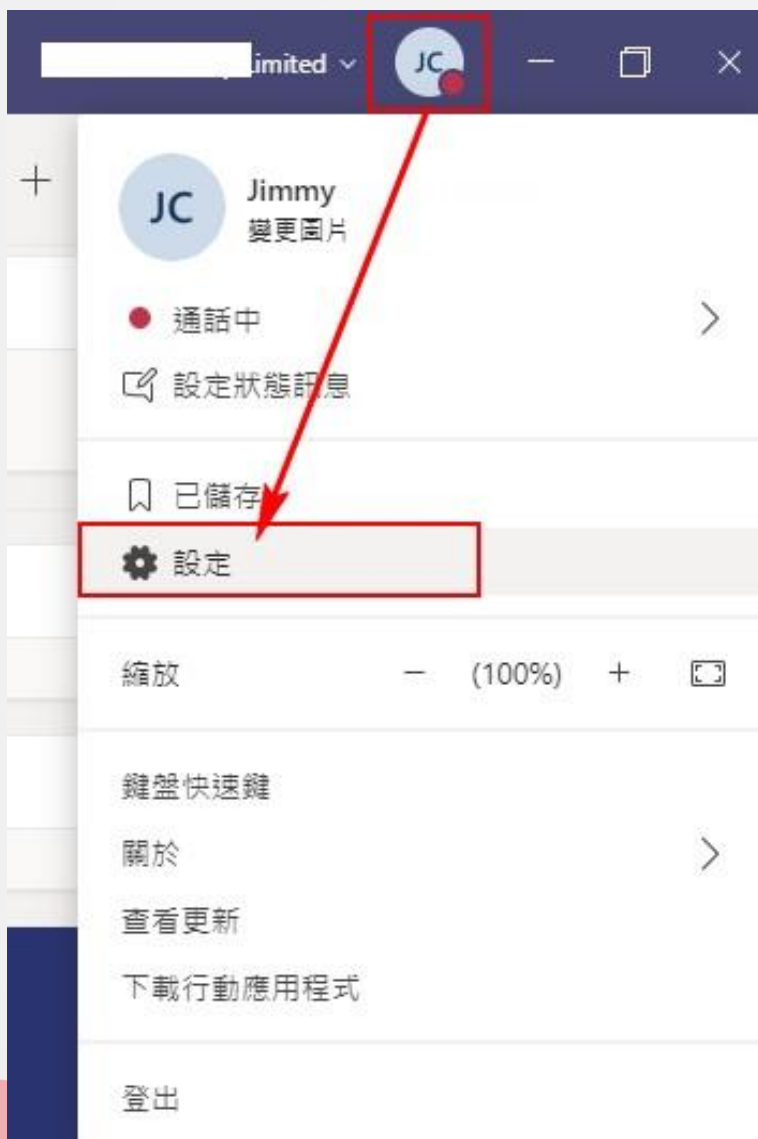 Limited
JC
JC
Jimmy
變更圖片
通話中
設定狀態訊息
已儲存
設定
縮放 － (100%) +
鍵盤快速鍵
關於
查看更新
下載行動應用程式
登出